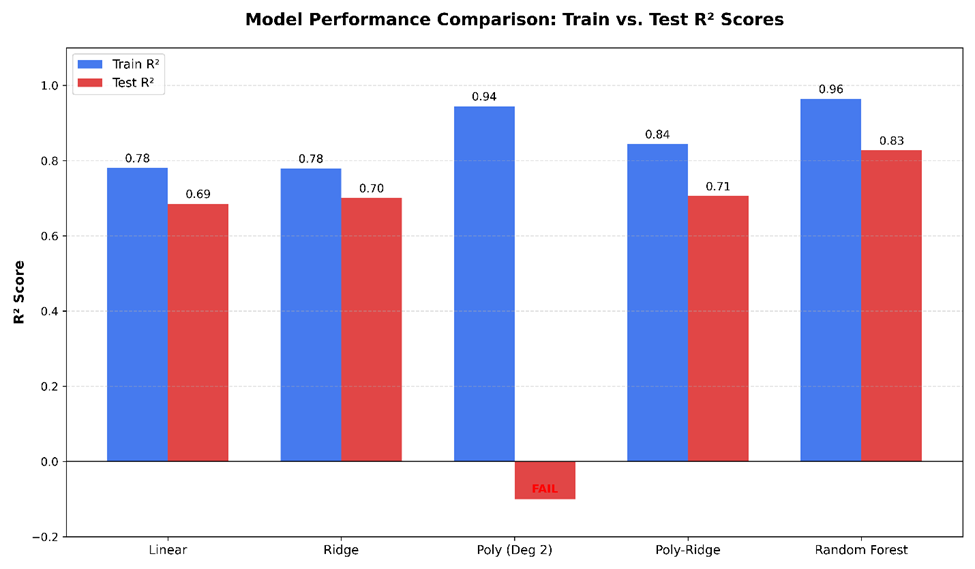 Model Performance Comparison: Train vs. Test R² Scores
Train R²
Test R²
R² Score
1.0
0.8
0.6
0.4
0.2
0.0
−0.2
0.78
0.69
0.78
0.70
0.94
FAIL
0.84
0.71
0.96
0.83
Linear
Ridge
Poly (Deg 2)
Poly-Ridge
Random Forest